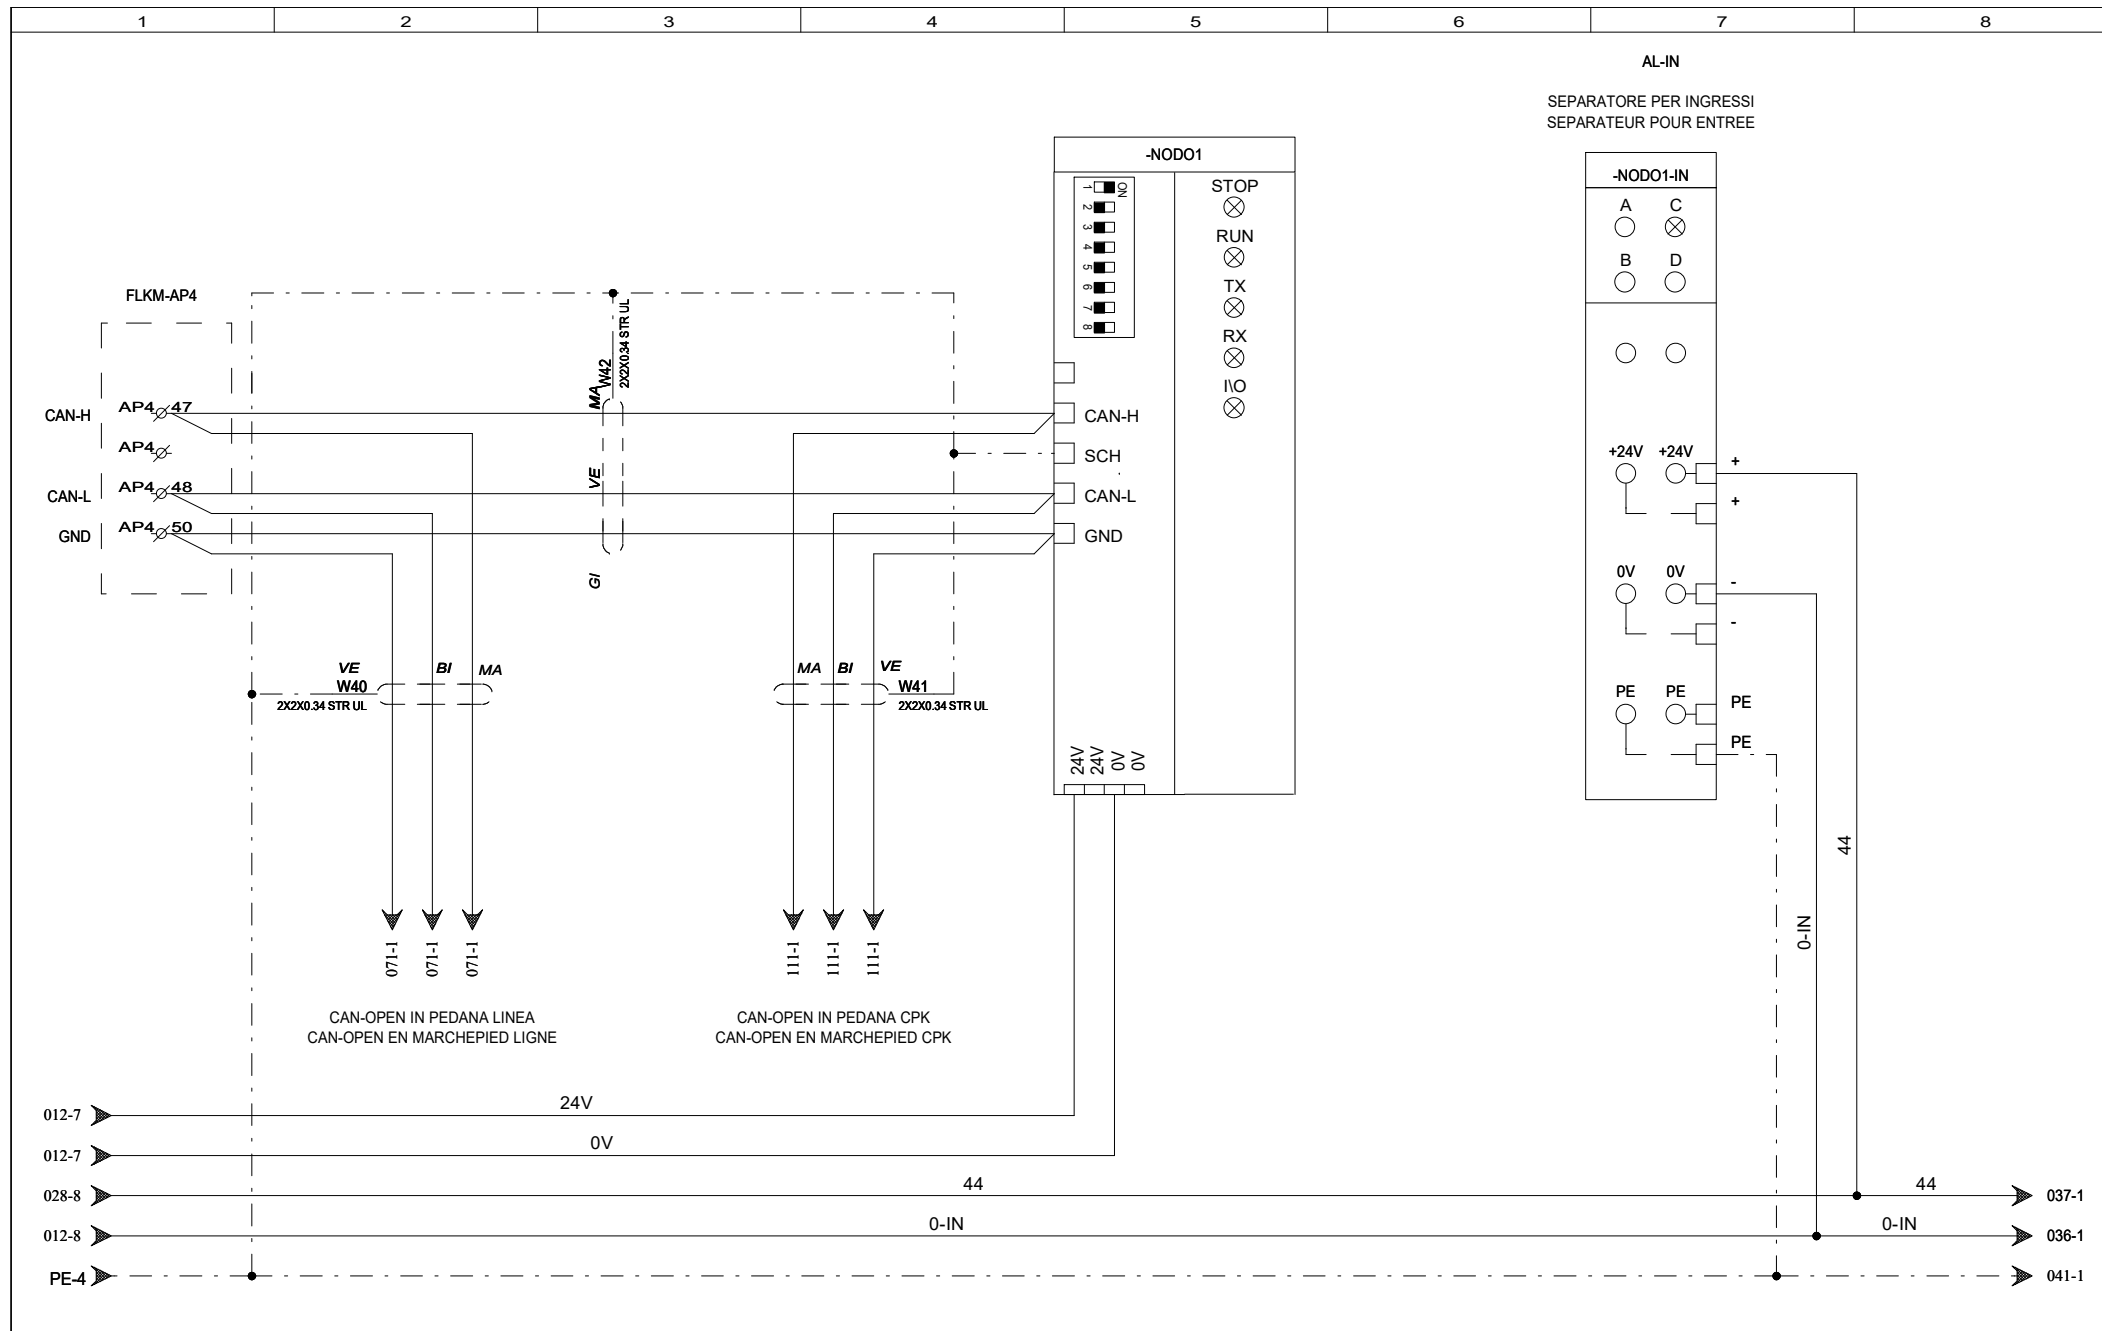 1 2 3 4 5 6 7 8
AL-IN
SEPARATORE PER INGRESSI
SEPARATEUR POUR ENTREE
-NODO1
1 ON
2
3
4
5
6
7
8
STOP
RUN
TX
RX
I\O
-NODO1-IN
A C
B D
FLKM-AP4
W42
2X2X0.34 STR UL
MA
VE
GI
CAN-H AP4 47
AP4
CAN-L AP4 48
GND AP4 50
CAN-H
SCH
CAN-L
GND
+24V +24V +
+
0V 0V -
-
PE PE PE
PE
VE BI MA
W40
2X2X0.34 STR UL
MA BI VE
W41
2X2X0.34 STR UL
24V
24V
0V
0V
44
0-IN
071-1
071-1
071-1
111-1
111-1
111-1
CAN-OPEN IN PEDANA LINEA
CAN-OPEN EN MARCHEPIED LIGNE
CAN-OPEN IN PEDANA CPK
CAN-OPEN EN MARCHEPIED CPK
012-7 24V
012-7 0V
028-8 44 44 037-1
012-8 0-IN 0-IN 036-1
PE-4 041-1